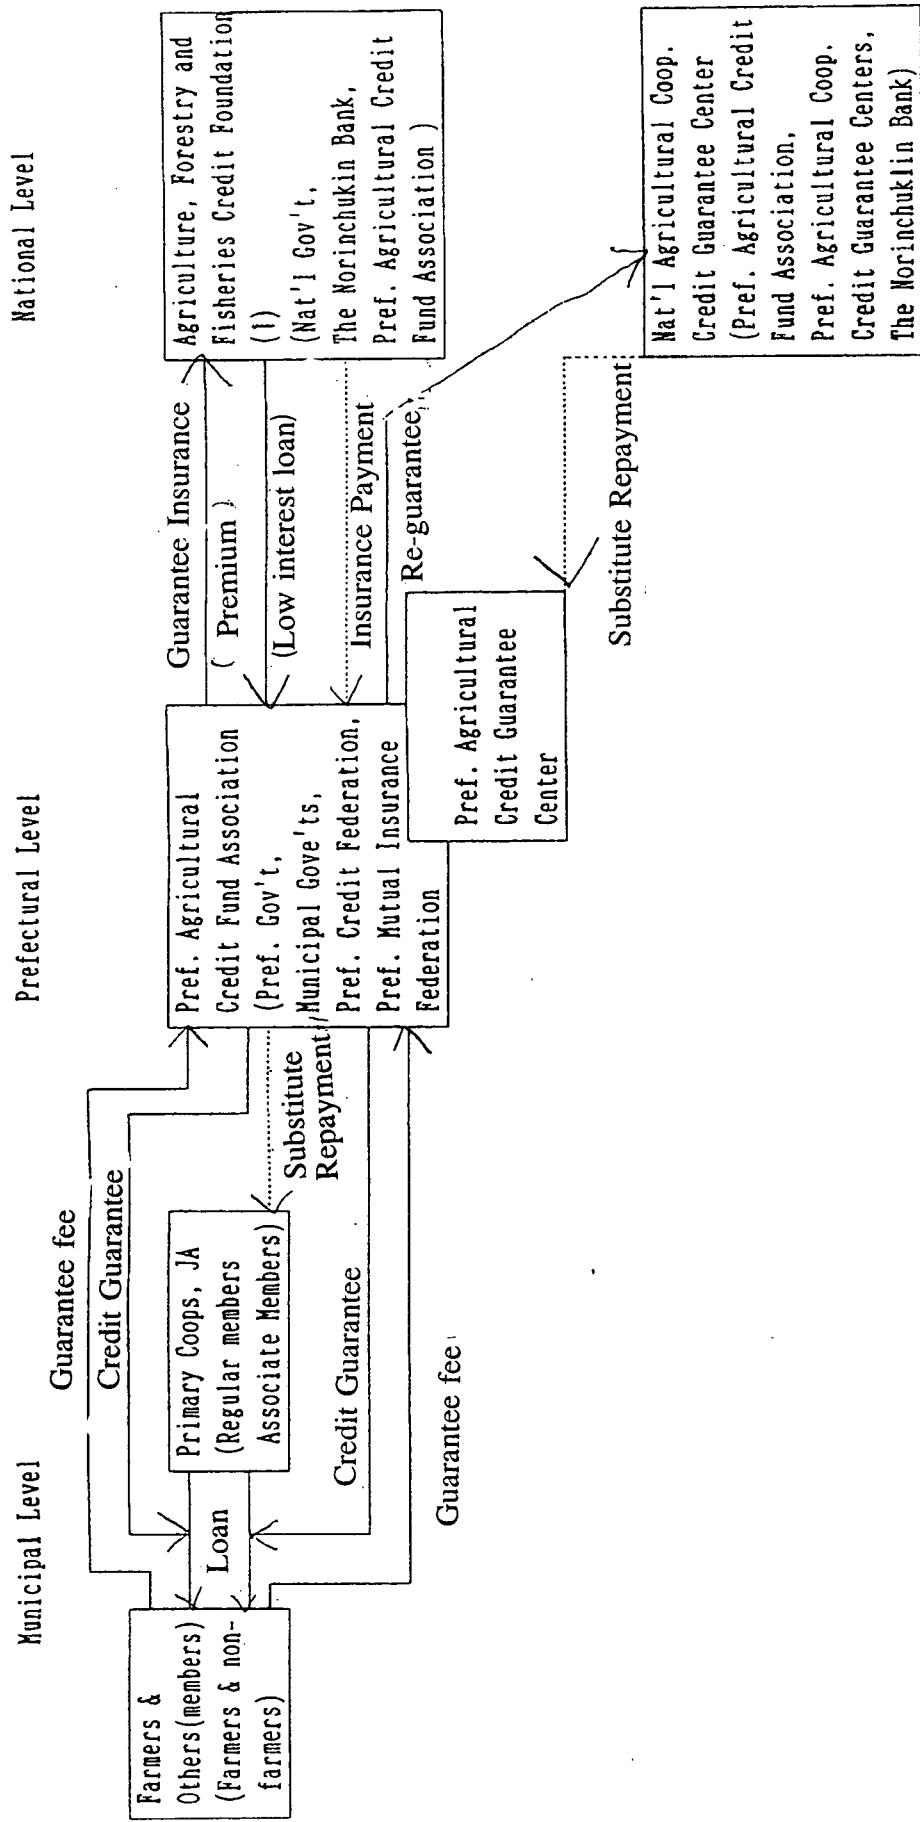 Municipal Level
Prefectural Level
National Level
Guarantee fee
Credit Guarantee
Farmers &
Others(members)
(Farmers & non-
farmers)
Loan
Primary Coops, JA
(Regular members
Associate Members)
Credit Guarantee
Guarantee fee
Substitute
Repayment
Pref. Agricultural
Credit Fund Association
(Pref. Gov't,
Municipal Gove'ts,
Pref. Credit Federation,
Pref. Mutual Insurance
Federation
Pref. Agricultural
Credit Guarantee
Center
Guarantee Insurance
( Premium )
(Low interest loan)
Insurance Payment
Re-guarantee
Substitute Repayment
Agriculture, Forestry and
Fisheries Credit Foundation
(1)
(Nat'l Gov't,
The Norinchukin Bank,
Pref. Agricultural Credit
Fund Association )
Nat'l Agricultural Coop.
Credit Guarantee Center
(Pref. Agricultural Credit
Fund Association,
Pref. Agricultural Coop.
Credit Guarantee Centers,
The Norinchuklin Bank)